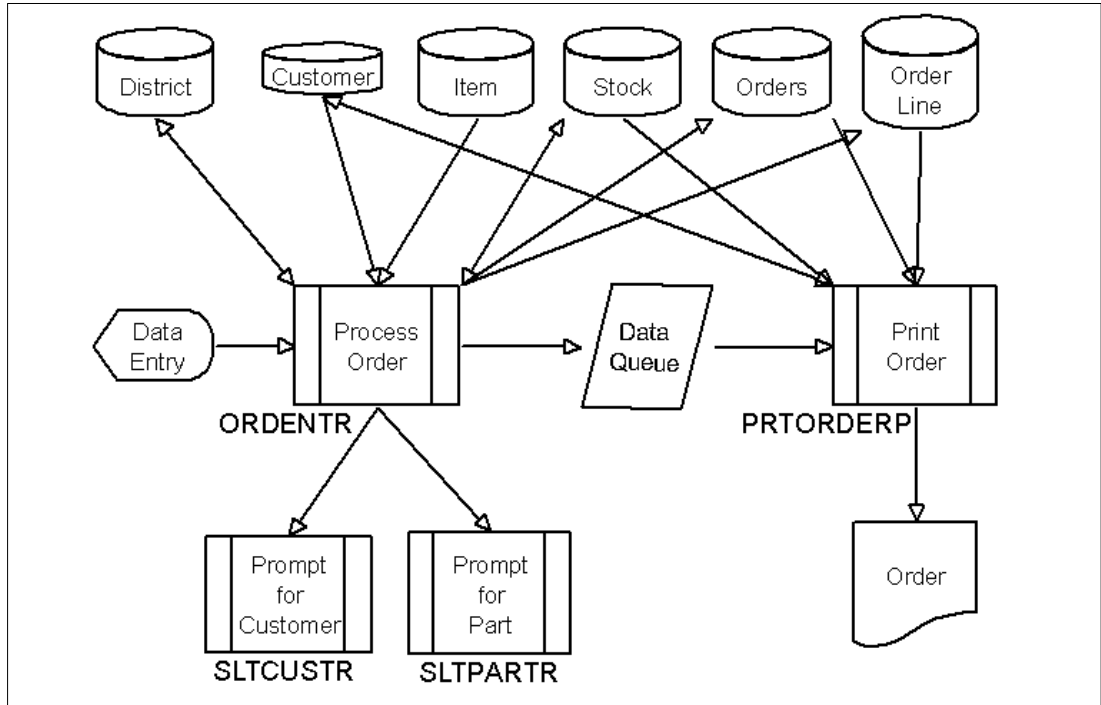 District
Customer
Item
Stock
Orders
Order
Line
Data
Entry
Process
Order
Data
Queue
Print
Order
ORDENTR
PRTORDERP
Prompt
for
Customer
Prompt
for
Part
Order
SLTCUSTR
SLTPARTR